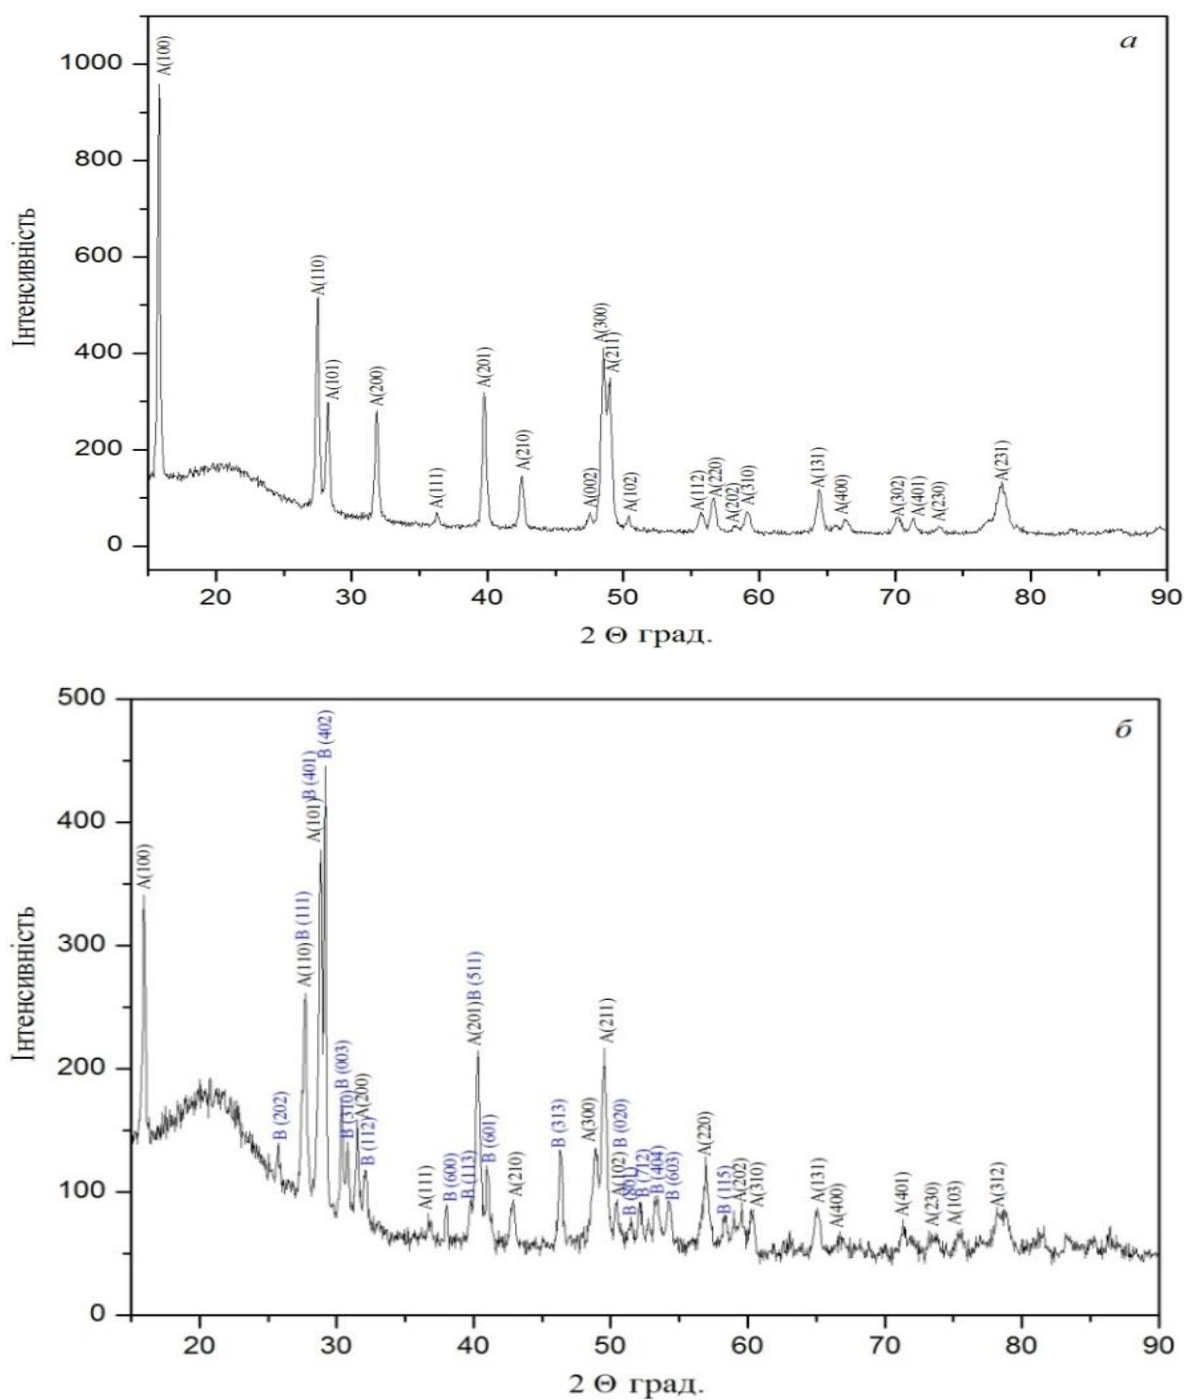 а
1000
800
600
400
200
0
Інтенсивність
A(100)
A(110)
A(101)
A(200)
A(111)
A(201)
A(210)
A(002)
A(300)
A(211)
A(102)
A(112)
A(220)
A(202)
A(310)
A(131)
A(400)
A(302)
A(401)
A(230)
A(231)
20 30 40 50 60 70 80 90
2 Θ град.
б
500
400
300
200
100
0
Інтенсивність
A(100)
B (202)
A(110) B (111)
A(101) B (401)
B (402)
B (003)
B (310)
A(200)
B (112)
A(111)
B (600)
B (113)
A(201) B (511)
B (601)
A(210)
B (313)
A(300)
A(211)
A(102) B (020)
B (712)
B (404)
B (603)
A(220)
B (115)
A(202)
A(310)
A(131)
A(400)
A(401)
A(230)
A(103)
A(312)
20 30 40 50 60 70 80 90
2 Θ град.